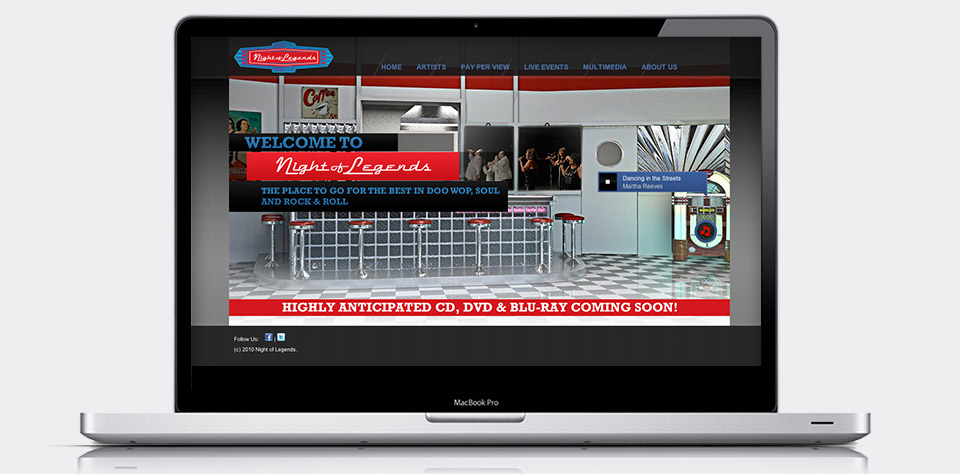 Night of Legends
HOME ARTISTS PAY PER VIEW LIVE EVENTS MULTIMEDIA ABOUT US
Coffee
WELCOME TO
Night of Legends
THE PLACE TO GO FOR THE BEST IN DOO WOP, SOUL
AND ROCK & ROLL
Dancing in the Streets
Martha Reeves
HIGHLY ANTICIPATED CD, DVD & BLU-RAY COMING SOON!
Follow Us: f | t
(c) 2010 Night of Legends.
MacBook Pro